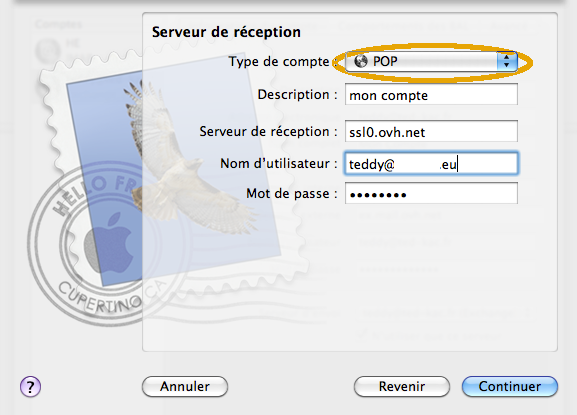 Serveur de réception
Type de compte : POP
Description : mon compte
Serveur de réception : ssl0.ovh.net
Nom d'utilisateur : teddy@ .eu
Mot de passe : ••••••••
HELLO FR
CUPERTINO CA
? Annuler Revenir Continuer